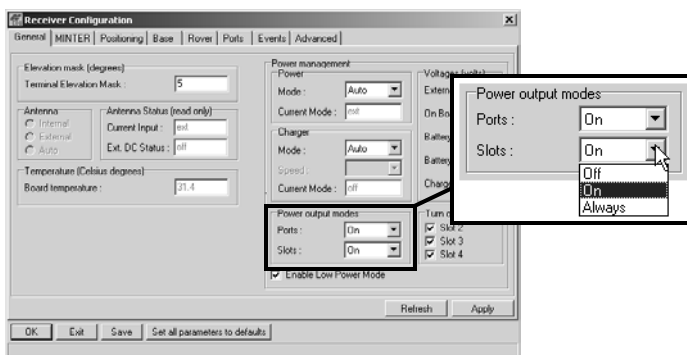 Receiver Configuration
General MINTER Positioning Base Rover Ports Events Advanced
Elevation mask (degrees)
Terminal Elevation Mask : 5
Antenna
Internal
External
Auto
Antenna Status (read only)
Current Input : ext
Ext. DC Status : off
Temperature (Celsius degrees)
Board temperature : 31.4
Power management
Power
Mode : Auto
Current Mode : ext
Charger
Mode : Auto
Speed :
Current Mode : off
Power output modes
Ports : On
Slots : On
Enable Low Power Mode
Voltages (volts)
Extern
On Bo
Battery
Battery
Charg
Turn o
Slot 2
Slot 3
Slot 4
Power output modes
Ports : On
Slots : On
Off
On
Always
Refresh Apply
OK Exit Save Set all parameters to defaults